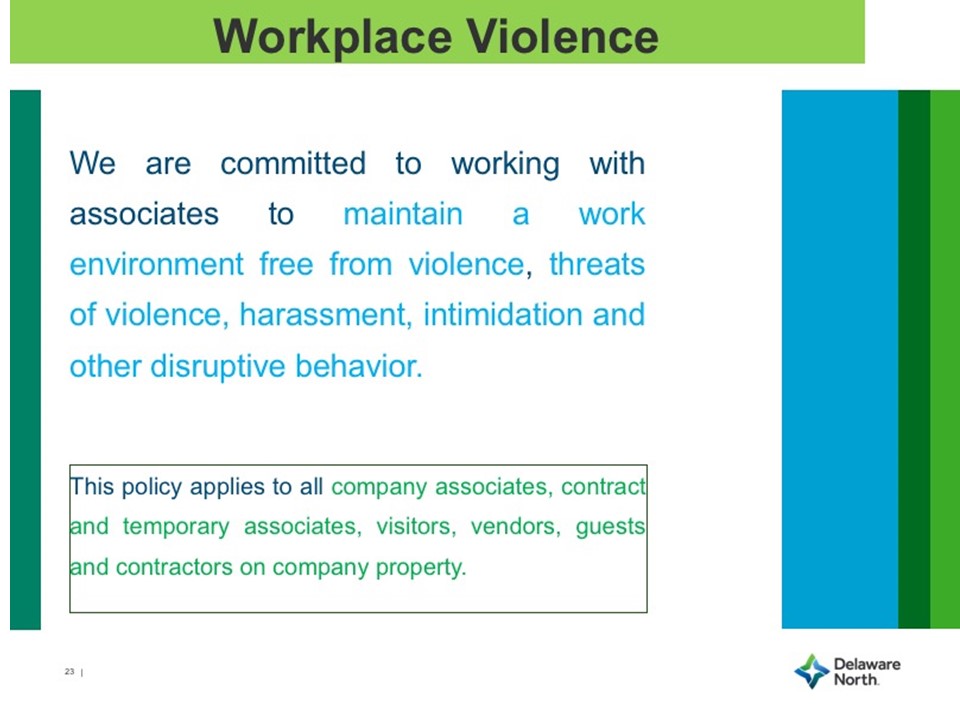 Workplace Violence
We are committed to working with
associates to maintain a work
environment free from violence, threats
of violence, harassment, intimidation and
other disruptive behavior.
This policy applies to all company associates, contract
and temporary associates, visitors, vendors, guests
and contractors on company property.
23 |
Delaware
North.